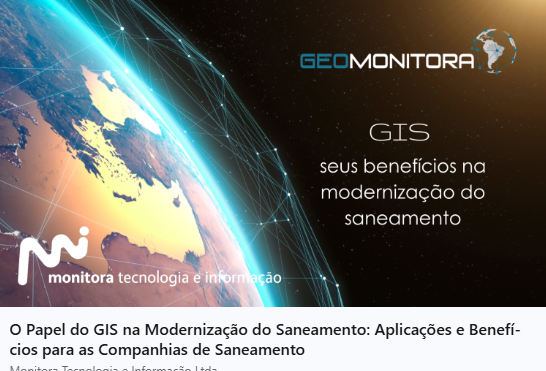 GEOMONITORA
GIS
seus benefícios na
modernização do
saneamento
monitora tecnologia e informação
O Papel do GIS na Modernização do Saneamento: Aplicações e Benefí-
cios para as Companhias de Saneamento
Monitora Tecnologia e Informação Ltda